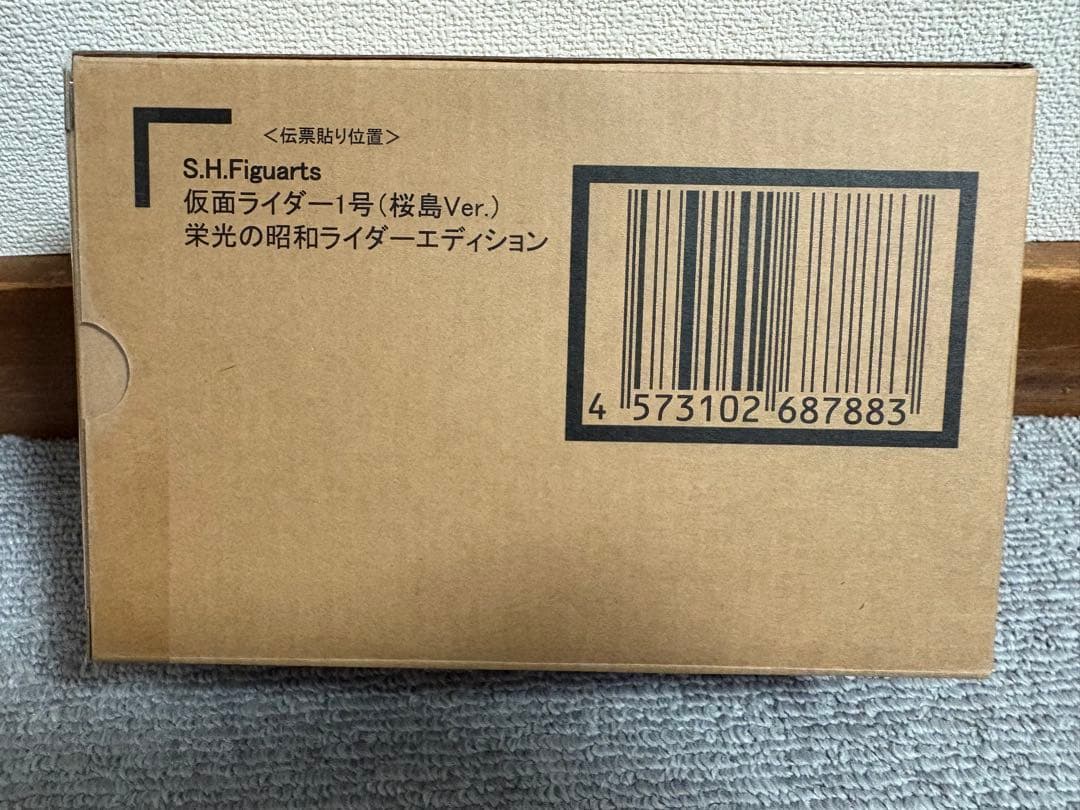 ＜伝票貼り位置＞
S.H.Figuarts
仮面ライダー1号（桜島Ver.）
栄光の昭和ライダーエディション
4 573102 687883